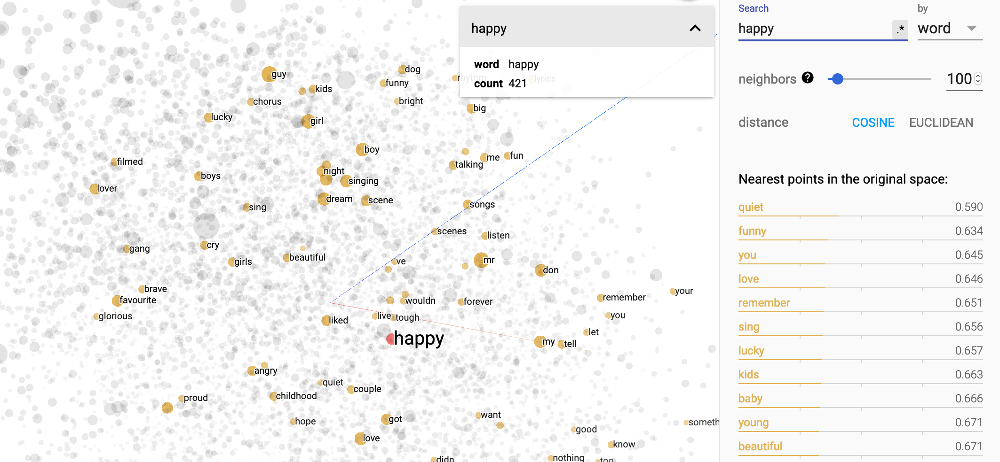 happy
word happy
count 421
rhythm
lyrics
guy
dog
funny
kids
chorus
bright
big
lucky
girl
boy
filmed
me
fun
talking
night
boys
singing
lover
dream
scene
songs
sing
scenes
listen
cry
gang
beautiful
girls
ve
mr
don
brave
favourite
wouldn
forever
remember
your
glorious
live
tough
you
liked
happy
let
my
tell
angry
quiet
couple
childhood
proud
hope
got
want
someth
good
love
know
didn
nothing
too
Search
by
happy
.*
word
neighbors ? 100
distance COSINE EUCLIDEAN
Nearest points in the original space:
quiet 0.590
funny 0.634
you 0.645
love 0.646
remember 0.651
sing 0.656
lucky 0.657
kids 0.663
baby 0.666
young 0.671
beautiful 0.671